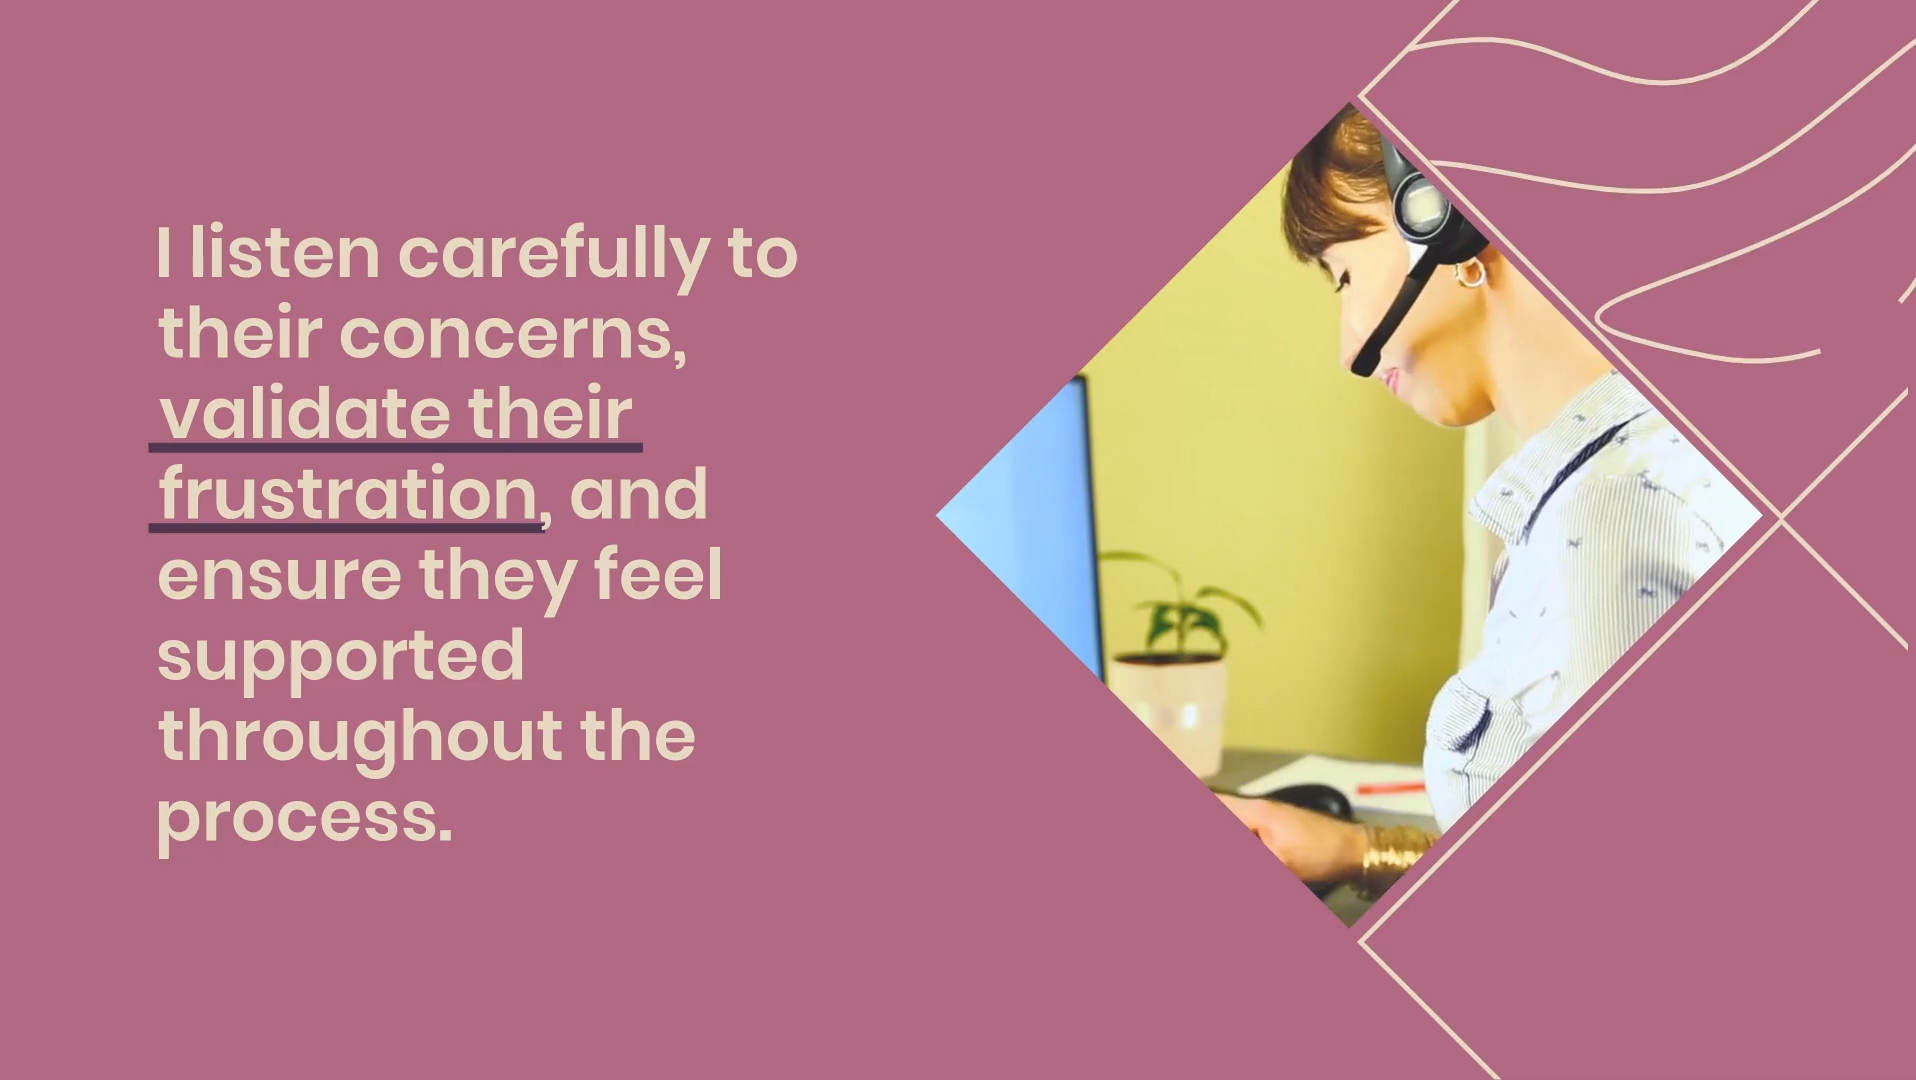 I listen carefully to
their concerns,
validate their
frustration, and
ensure they feel
supported
throughout the
process.